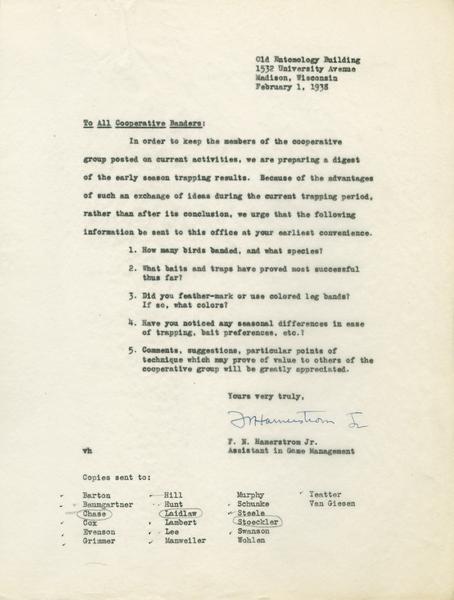 Old Entomology Building
1532 University Avenue
Madison, Wisconsin
February 1, 1938
To All Cooperative Banders:
In order to keep the members of the cooperative
group posted on current activities, we are preparing a digest
of the early season trapping results. Because of the advantages
of such an exchange of ideas during the current trapping period,
rather than after its conclusion, we urge that the following
information be sent to this office at your earliest convenience.
1. How many birds banded, and what species?
2. What baits and traps have proved most successful
thus far?
3. Did you feather-mark or use colored leg bands?
If so, what colors?
4. Have you noticed any seasonal differences in ease
of trapping, bait preferences, etc.?
5. Comments, suggestions, particular points of
technique which may prove of value to others of the
cooperative group will be greatly appreciated.
Yours very truly,
FNHamerstrom Jr
F. N. Hamerstrom Jr.
vh Assistant in Game Management
Copies sent to:
Barton Hill Murphy Yeatter
Baumgartner Hunt Schunke Van Giesen
Chase Laidlaw Steele
Cox Lambert Stoeckler
Evenson Lee Swanson
Grimmer Manweiler Wohlen